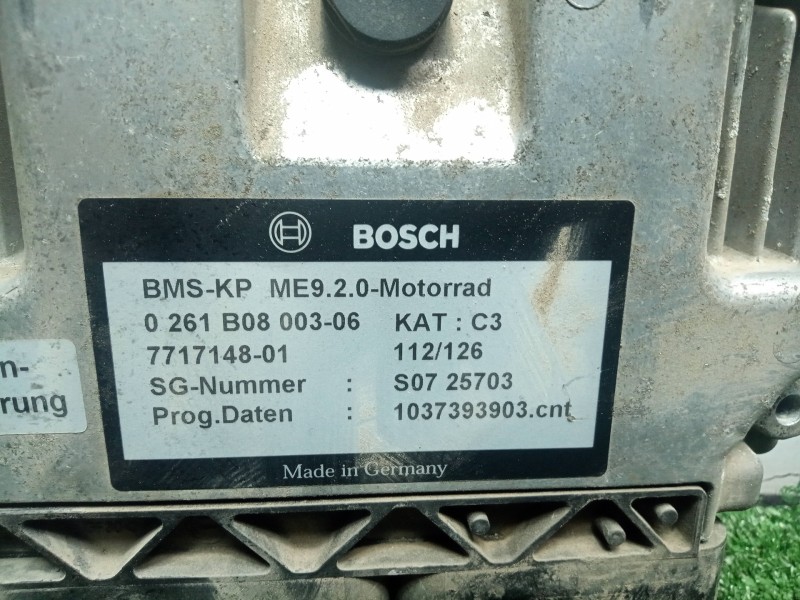 BOSCH
BMS-KP ME9.2.0-Motorrad
0 261 B08 003-06 KAT : C3
7717148-01 112/126
SG-Nummer : S07 25703
Prog.Daten : 1037393903.cnt
Made in Germany
n-
rung